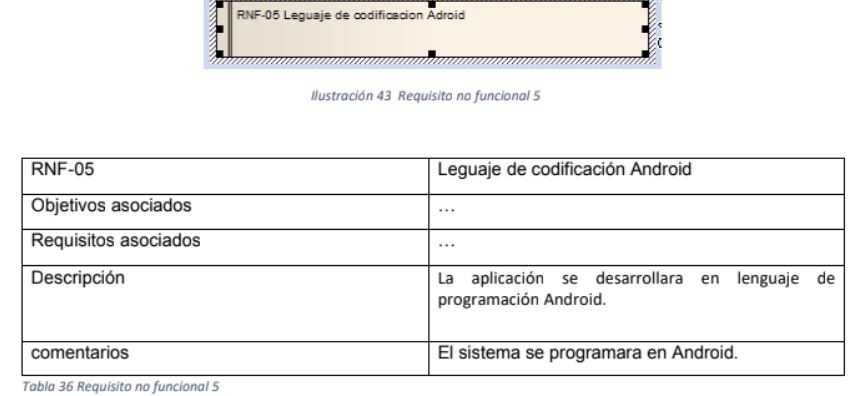 RNF-05 Leguaje de codificacion Adroid
Ilustración 43 Requisito no funcional 5
RNF-05
Leguaje de codificación Android
Objetivos asociados
...
Requisitos asociados
...
Descripción
La aplicación se desarrollara en lenguaje de
programación Android.
comentarios
El sistema se programara en Android.
Tabla 36 Requisito no funcional 5